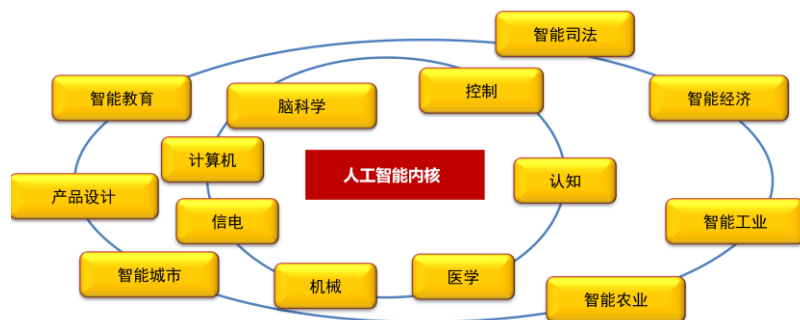 智能司法
智能教育
智能经济
脑科学
控制
计算机
人工智能内核
认知
产品设计
信电
智能工业
智能城市
机械
医学
智能农业